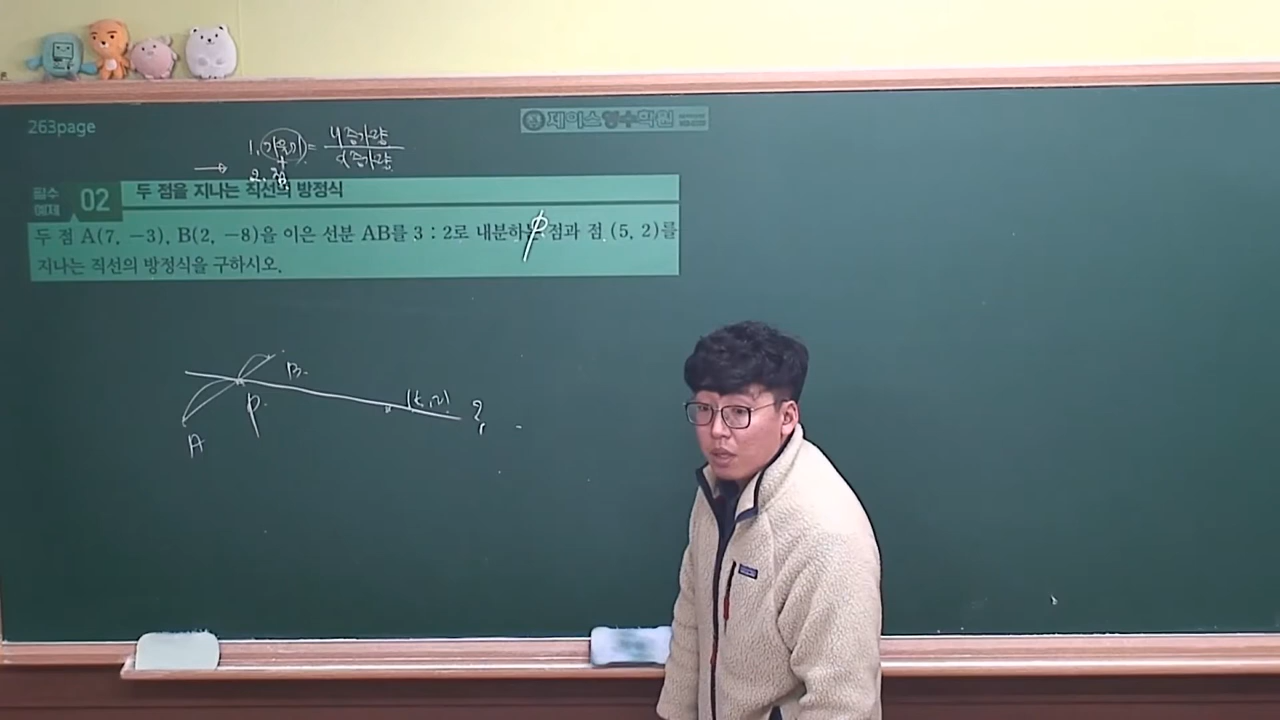 263page
제이스영수학원
1. 기울기 = y증가량 / x증가량
→ 2. 점
필수 예제 02 두 점을 지나는 직선의 방정식
두 점 A(7, -3), B(2, -8)을 이은 선분 AB를 3 : 2로 내분하는 점과 점 (5, 2)를
지나는 직선의 방정식을 구하시오.
P
B
(5, 2)
?
P
A